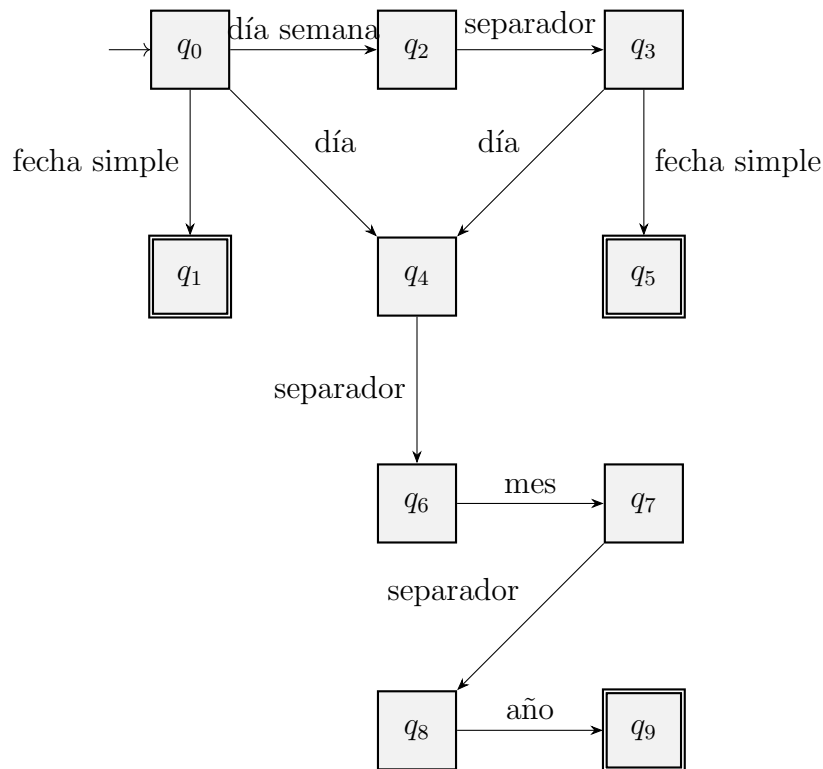 q0 día semana q2 separador q3
fecha simple día día fecha simple
q1 q4 q5
separador
q6 mes q7
separador
q8 año q9